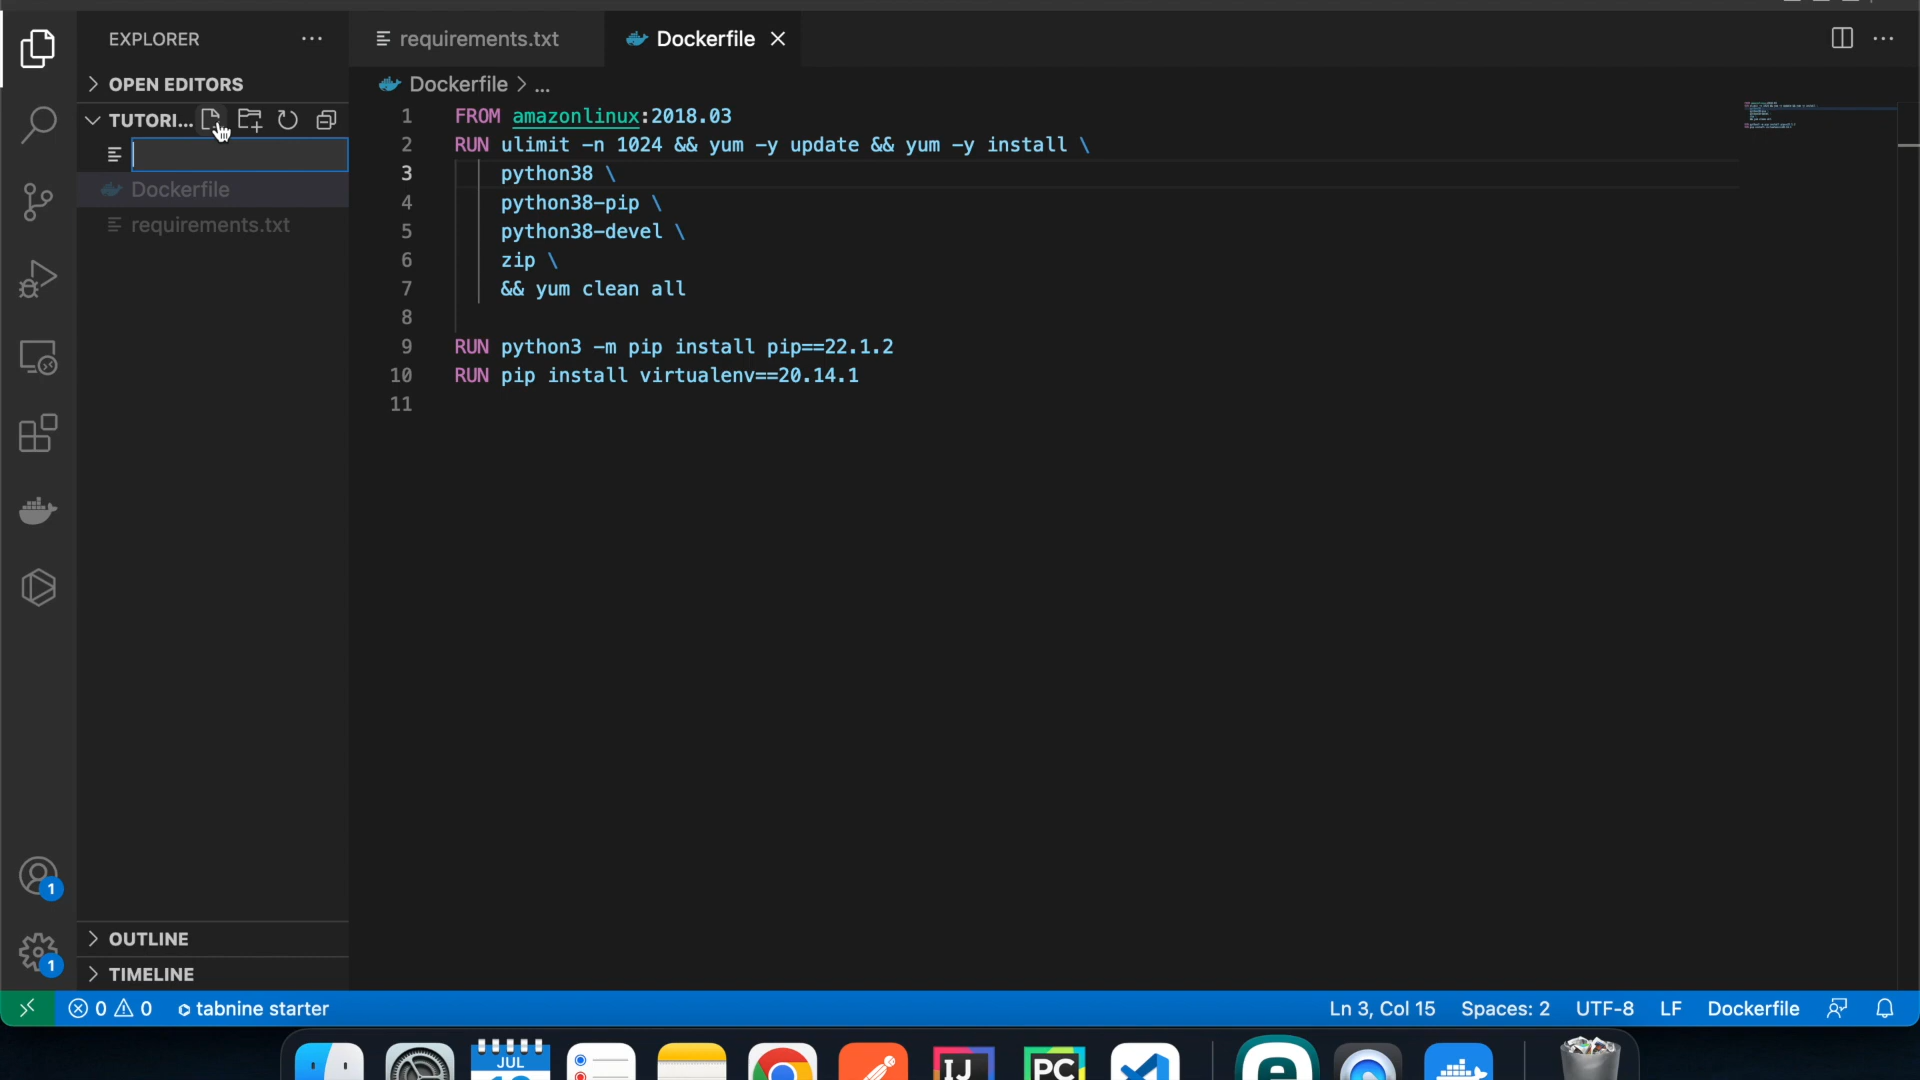 EXPLORER
requirements.txt
Dockerfile
OPEN EDITORS
Dockerfile > ...
TUTORI...
Dockerfile
requirements.txt
1 FROM amazonlinux:2018.03
2 RUN ulimit -n 1024 && yum -y update && yum -y install \
3 python38 \
4 python38-pip \
5 python38-devel \
6 zip \
7 && yum clean all
8
9 RUN python3 -m pip install pip==22.1.2
10 RUN pip install virtualenv==20.14.1
11
1
1
OUTLINE
TIMELINE
0 0 tabnine starter
Ln 3, Col 15 Spaces: 2 UTF-8 LF Dockerfile
JUL
IJ
PC
e